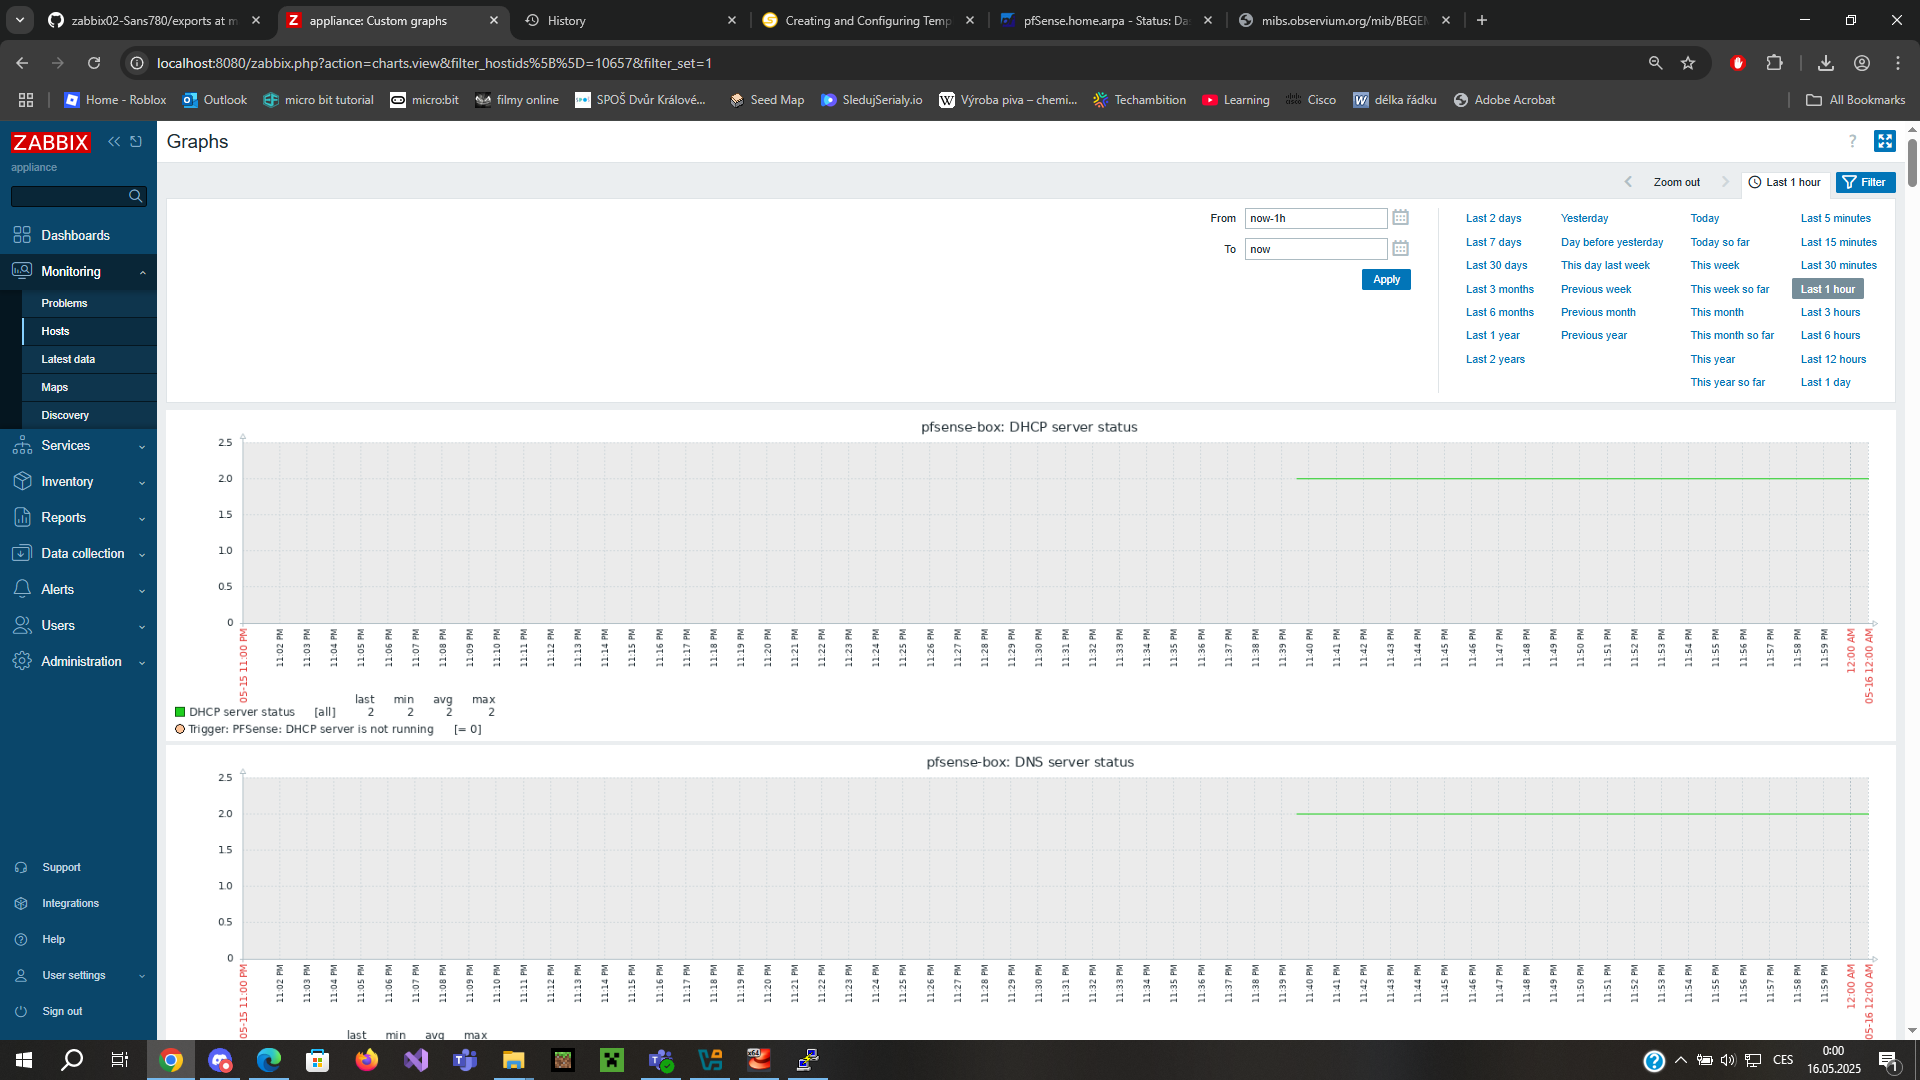 zabbix02-Sans780/exports at m
appliance: Custom graphs
History
Creating and Configuring Temp
pfSense.home.arpa - Status: Da
mibs.observium.org/mib/BEGEM
localhost:8080/zabbix.php?action=charts.view&filter_hostids%5B%5D=10657&filter_set=1
Home - Roblox
Outlook
micro bit tutorial
micro:bit
filmy online
SPOŠ Dvůr Králové...
Seed Map
SledujSerialy.io
Výroba piva – chemi...
Techambition
Learning
Cisco
délka řádku
Adobe Acrobat
All Bookmarks
ZABBIX
appliance
Dashboards
Monitoring
Problems
Hosts
Latest data
Maps
Discovery
Services
Inventory
Reports
Data collection
Alerts
Users
Administration
Support
Integrations
Help
User settings
Sign out
Graphs
?
Zoom out
Last 1 hour
Filter
From now-1h
To now
Apply
Last 2 days Yesterday Today Last 5 minutes
Last 7 days Day before yesterday Today so far Last 15 minutes
Last 30 days This day last week This week Last 30 minutes
Last 3 months Previous week This week so far Last 1 hour
Last 6 months Previous month This month Last 3 hours
Last 1 year Previous year This month so far Last 6 hours
Last 2 years This year Last 12 hours
This year so far Last 1 day
pfsense-box: DHCP server status
2.5
2.0
1.5
1.0
0.5
0
05-15 11:00 PM 11:02 PM 11:03 PM 11:04 PM 11:05 PM 11:06 PM 11:07 PM 11:08 PM 11:09 PM 11:10 PM 11:11 PM 11:12 PM 11:13 PM 11:14 PM 11:15 PM 11:16 PM 11:17 PM 11:18 PM 11:19 PM 11:20 PM 11:21 PM 11:22 PM 11:23 PM 11:24 PM 11:25 PM 11:26 PM 11:27 PM 11:28 PM 11:29 PM 11:30 PM 11:31 PM 11:32 PM 11:33 PM 11:34 PM 11:35 PM 11:36 PM 11:37 PM 11:38 PM 11:39 PM 11:40 PM 11:41 PM 11:42 PM 11:43 PM 11:44 PM 11:45 PM 11:46 PM 11:47 PM 11:48 PM 11:49 PM 11:50 PM 11:51 PM 11:52 PM 11:53 PM 11:54 PM 11:55 PM 11:56 PM 11:57 PM 11:58 PM 11:59 PM 12:00 AM 05-16 12:00 AM
last min avg max
DHCP server status [all] 2 2 2 2
Trigger: PFSense: DHCP server is not running [= 0]
pfsense-box: DNS server status
2.5
2.0
1.5
1.0
0.5
0
05-15 11:00 PM 11:02 PM 11:03 PM 11:04 PM 11:05 PM 11:06 PM 11:07 PM 11:08 PM 11:09 PM 11:10 PM 11:11 PM 11:12 PM 11:13 PM 11:14 PM 11:15 PM 11:16 PM 11:17 PM 11:18 PM 11:19 PM 11:20 PM 11:21 PM 11:22 PM 11:23 PM 11:24 PM 11:25 PM 11:26 PM 11:27 PM 11:28 PM 11:29 PM 11:30 PM 11:31 PM 11:32 PM 11:33 PM 11:34 PM 11:35 PM 11:36 PM 11:37 PM 11:38 PM 11:39 PM 11:40 PM 11:41 PM 11:42 PM 11:43 PM 11:44 PM 11:45 PM 11:46 PM 11:47 PM 11:48 PM 11:49 PM 11:50 PM 11:51 PM 11:52 PM 11:53 PM 11:54 PM 11:55 PM 11:56 PM 11:57 PM 11:58 PM 11:59 PM 12:00 AM 05-16 12:00 AM
last min avg max
CES
0:00
16.05.2025
1